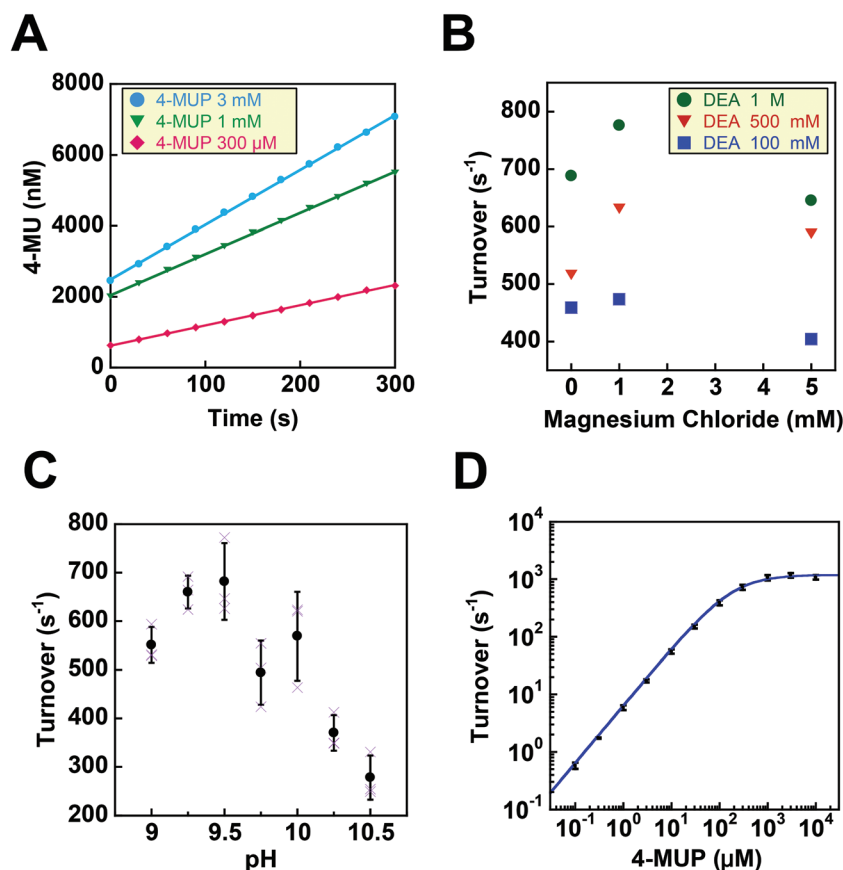 A
8000
6000
4000
2000
0
4-MU (nM)
4-MUP 3 mM
4-MUP 1 mM
4-MUP 300 µM
0
100
200
300
Time (s)
B
800
700
600
500
400
Turnover (s⁻¹)
DEA 1 M
DEA 500 mM
DEA 100 mM
0
1
2
3
4
5
Magnesium Chloride (mM)
C
800
700
600
500
400
300
200
Turnover (s⁻¹)
9
9.5
10
10.5
pH
D
10⁴
10³
10²
10¹
10⁰
10⁻¹
Turnover (s⁻¹)
10⁻¹
10⁰
10¹
10²
10³
10⁴
4-MUP (µM)